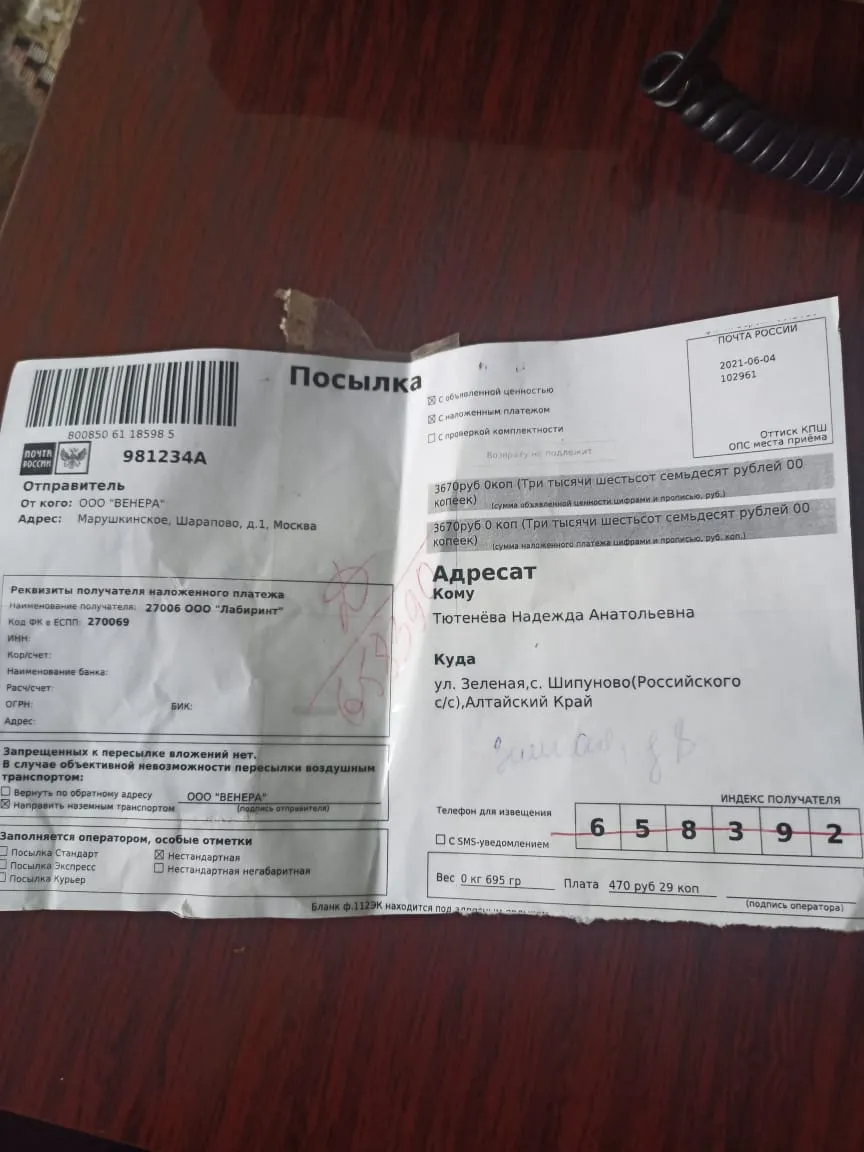 Посылка
800850 61 18598 5
ПОЧТА РОССИИ
981234А
Отправитель
От кого: ООО "ВЕНЕРА"
Адрес: Марушкинское, Шарапово, д.1, Москва
Реквизиты получателя наложенного платежа
Наименование получателя: 27006 ООО "Лабиринт"
Код ФК в ЕСПП: 270069
ИНН:
Кор/счет:
Наименование банка:
Расч/счет:
ОГРН: БИК:
Адрес:
Запрещенных к пересылке вложений нет.
В случае объективной невозможности пересылки воздушным
транспортом:
Вернуть по обратному адресу ООО "ВЕНЕРА"
Направить наземным транспортом (подпись отправителя)
Заполняется оператором, особые отметки
Посылка Стандарт Нестандартная
Посылка Экспресс Нестандартная негабаритная
Посылка Курьер
Бланк ф.112ЭК находится под
С объявленной ценностью
С наложенным платежом
С проверкой комплектности
Возврату не подлежит
ПОЧТА РОССИИ
2021-06-04
102961
Оттиск КПШ
ОПС места приёма
3670руб 0коп (Три тысячи шестьсот семьдесят рублей 00
копеек) (сумма объявленной ценности цифрами и прописью, руб.)
3670руб 0 коп (Три тысячи шестьсот семьдесят рублей 00
копеек) (сумма наложенного платежа цифрами и прописью, руб. коп.)
Адресат
Кому
Тютенёва Надежда Анатольевна
Куда
ул. Зеленая,с. Шипуново(Российского
с/с),Алтайский Край
658390
ИНДЕКС ПОЛУЧАТЕЛЯ
Телефон для извещения
6 5 8 3 9 2
С SMS-уведомлением
Вес 0 кг 695 гр Плата 470 руб 29 коп
(подпись оператора)